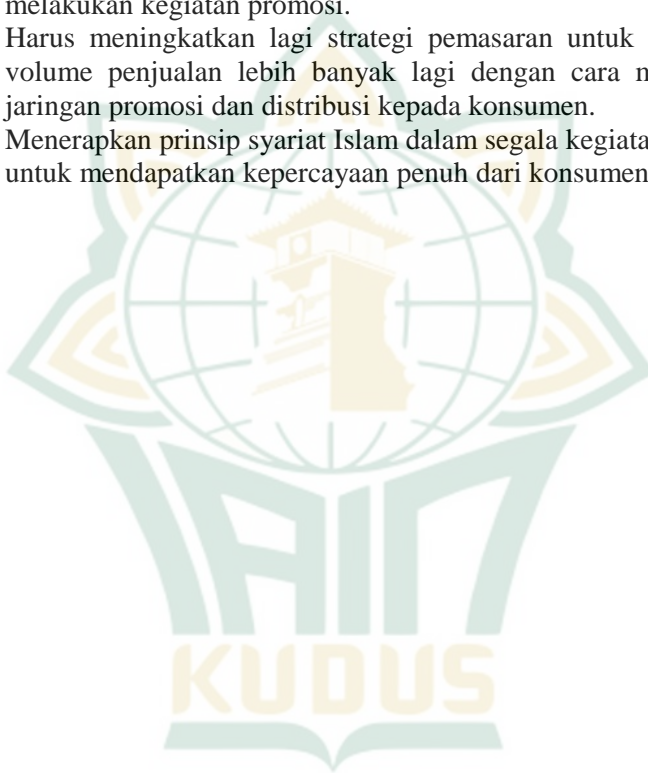 melakukan kegiatan promosi.
Harus meningkatkan lagi strategi pemasaran untuk
volume penjualan lebih banyak lagi dengan cara
jaringan promosi dan distribusi kepada konsumen.
Menerapkan prinsip syariat Islam dalam segala kegiata
untuk mendapatkan kepercayaan penuh dari konsumen
IAIN
KUDUS